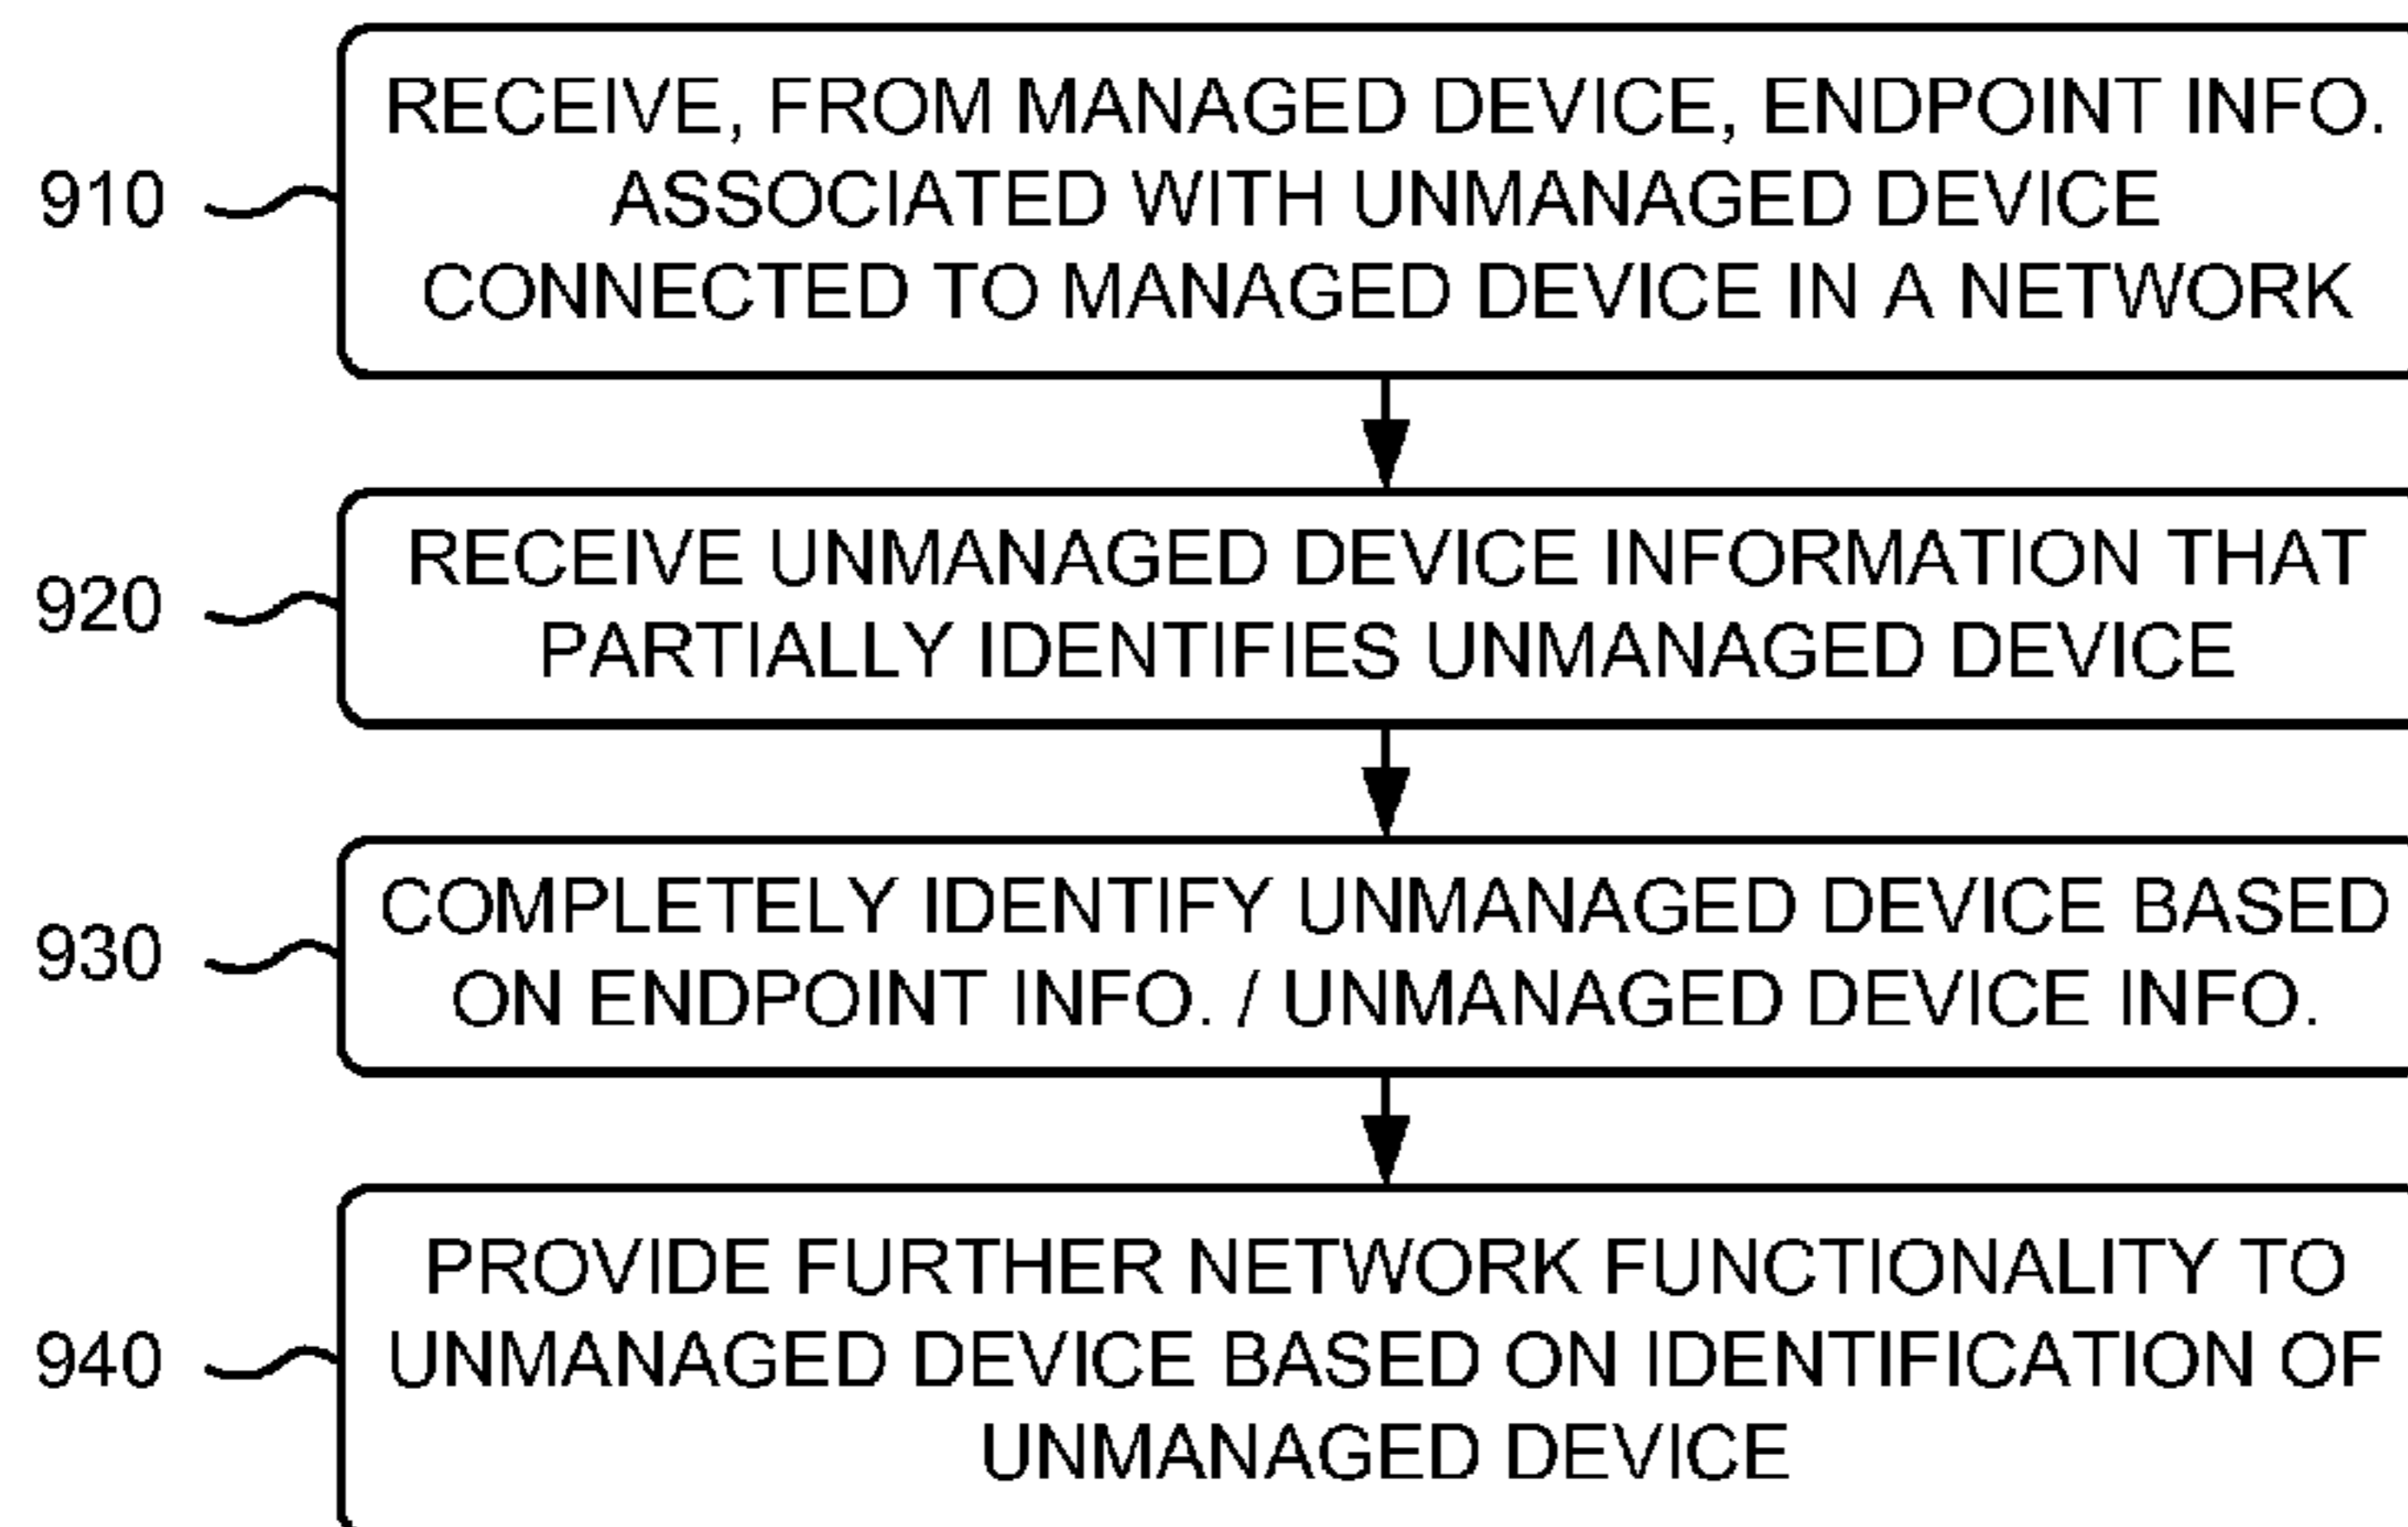 RECEIVE, FROM MANAGED DEVICE, ENDPOINT INFO.
910
ASSOCIATED WITH UNMANAGED DEVICE
CONNECTED TO MANAGED DEVICE IN A NETWORK
RECEIVE UNMANAGED DEVICE INFORMATION THAT
920
PARTIALLY IDENTIFIES UNMANAGED DEVICE
COMPLETELY IDENTIFY UNMANAGED DEVICE BASED
930
ON ENDPOINT INFO. / UNMANAGED DEVICE INFO.
PROVIDE FURTHER NETWORK FUNCTIONALITY TO
940
UNMANAGED DEVICE BASED ON IDENTIFICATION OF
UNMANAGED DEVICE